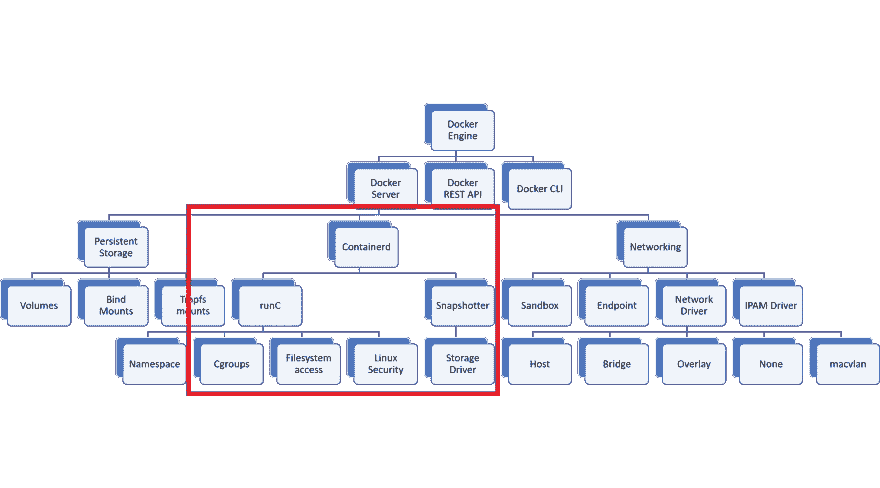 Docker
Engine
Docker
Server
Docker
REST API
Docker CLI
Persistent
Storage
Containerd
Networking
Volumes
Bind
Mounts
Tmpfs
mounts
runC
Snapshotter
Sandbox
Endpoint
Network
Driver
IPAM Driver
Namespace
Cgroups
Filesystem
access
Linux
Security
Storage
Driver
Host
Bridge
Overlay
None
macvlan